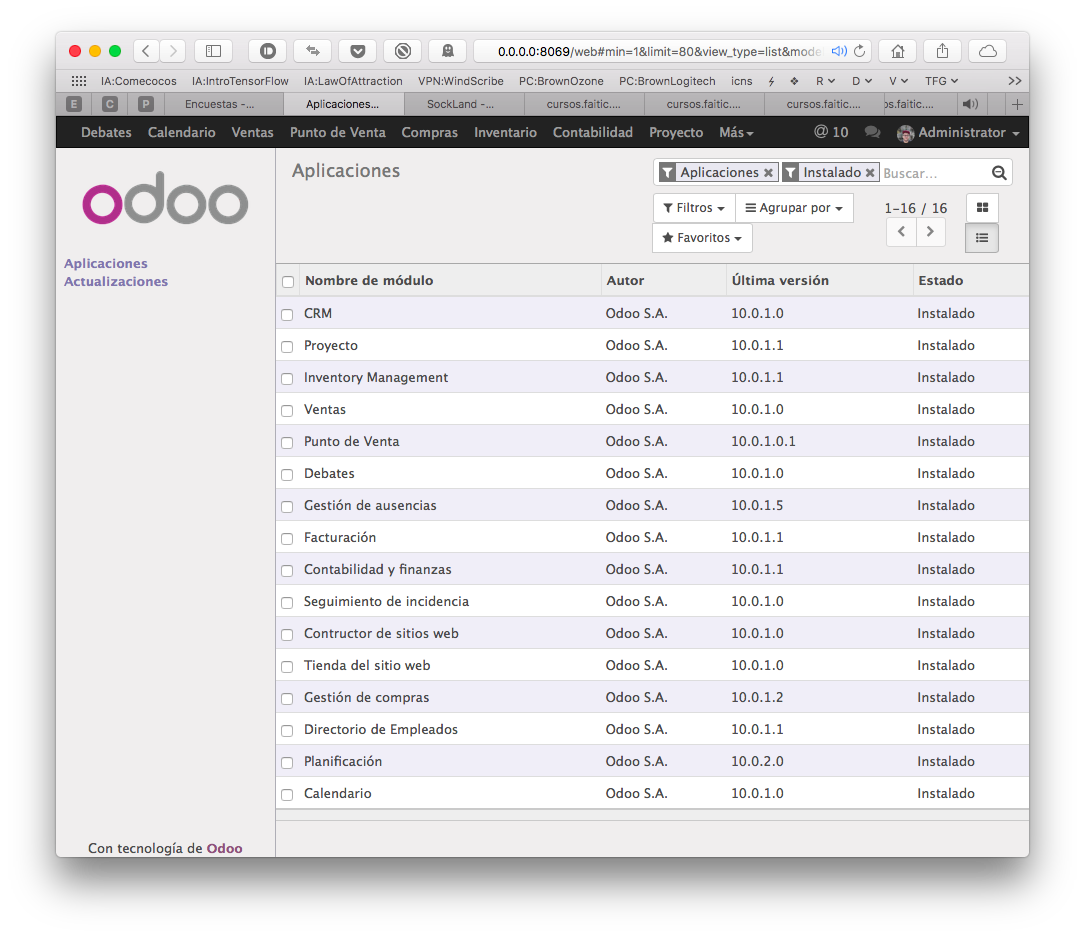 0.0.0.0:8069/web#min=1&limit=80&view_type=list&mode
IA:Comecocos IA:IntroTensorFlow IA:LawOfAttraction VPN:WindScribe PC:BrownOzone PC:BrownLogitech icns R D V TFG
E C P Encuestas -... Aplicaciones... SockLand -... cursos.faitic.... cursos.faitic.... cursos.faitic.... os.faitic....
Debates Calendario Ventas Punto de Venta Compras Inventario Contabilidad Proyecto Más @ 10 Administrator
odoo
Aplicaciones
Actualizaciones
Aplicaciones
Aplicaciones Instalado Buscar...
Filtros Agrupar por 1-16 / 16
Favoritos
Nombre de módulo Autor Última versión Estado
CRM Odoo S.A. 10.0.1.0 Instalado
Proyecto Odoo S.A. 10.0.1.1 Instalado
Inventory Management Odoo S.A. 10.0.1.1 Instalado
Ventas Odoo S.A. 10.0.1.0 Instalado
Punto de Venta Odoo S.A. 10.0.1.0.1 Instalado
Debates Odoo S.A. 10.0.1.0 Instalado
Gestión de ausencias Odoo S.A. 10.0.1.5 Instalado
Facturación Odoo S.A. 10.0.1.1 Instalado
Contabilidad y finanzas Odoo S.A. 10.0.1.1 Instalado
Seguimiento de incidencia Odoo S.A. 10.0.1.0 Instalado
Contructor de sitios web Odoo S.A. 10.0.1.0 Instalado
Tienda del sitio web Odoo S.A. 10.0.1.0 Instalado
Gestión de compras Odoo S.A. 10.0.1.2 Instalado
Directorio de Empleados Odoo S.A. 10.0.1.1 Instalado
Planificación Odoo S.A. 10.0.2.0 Instalado
Calendario Odoo S.A. 10.0.1.0 Instalado
Con tecnología de Odoo